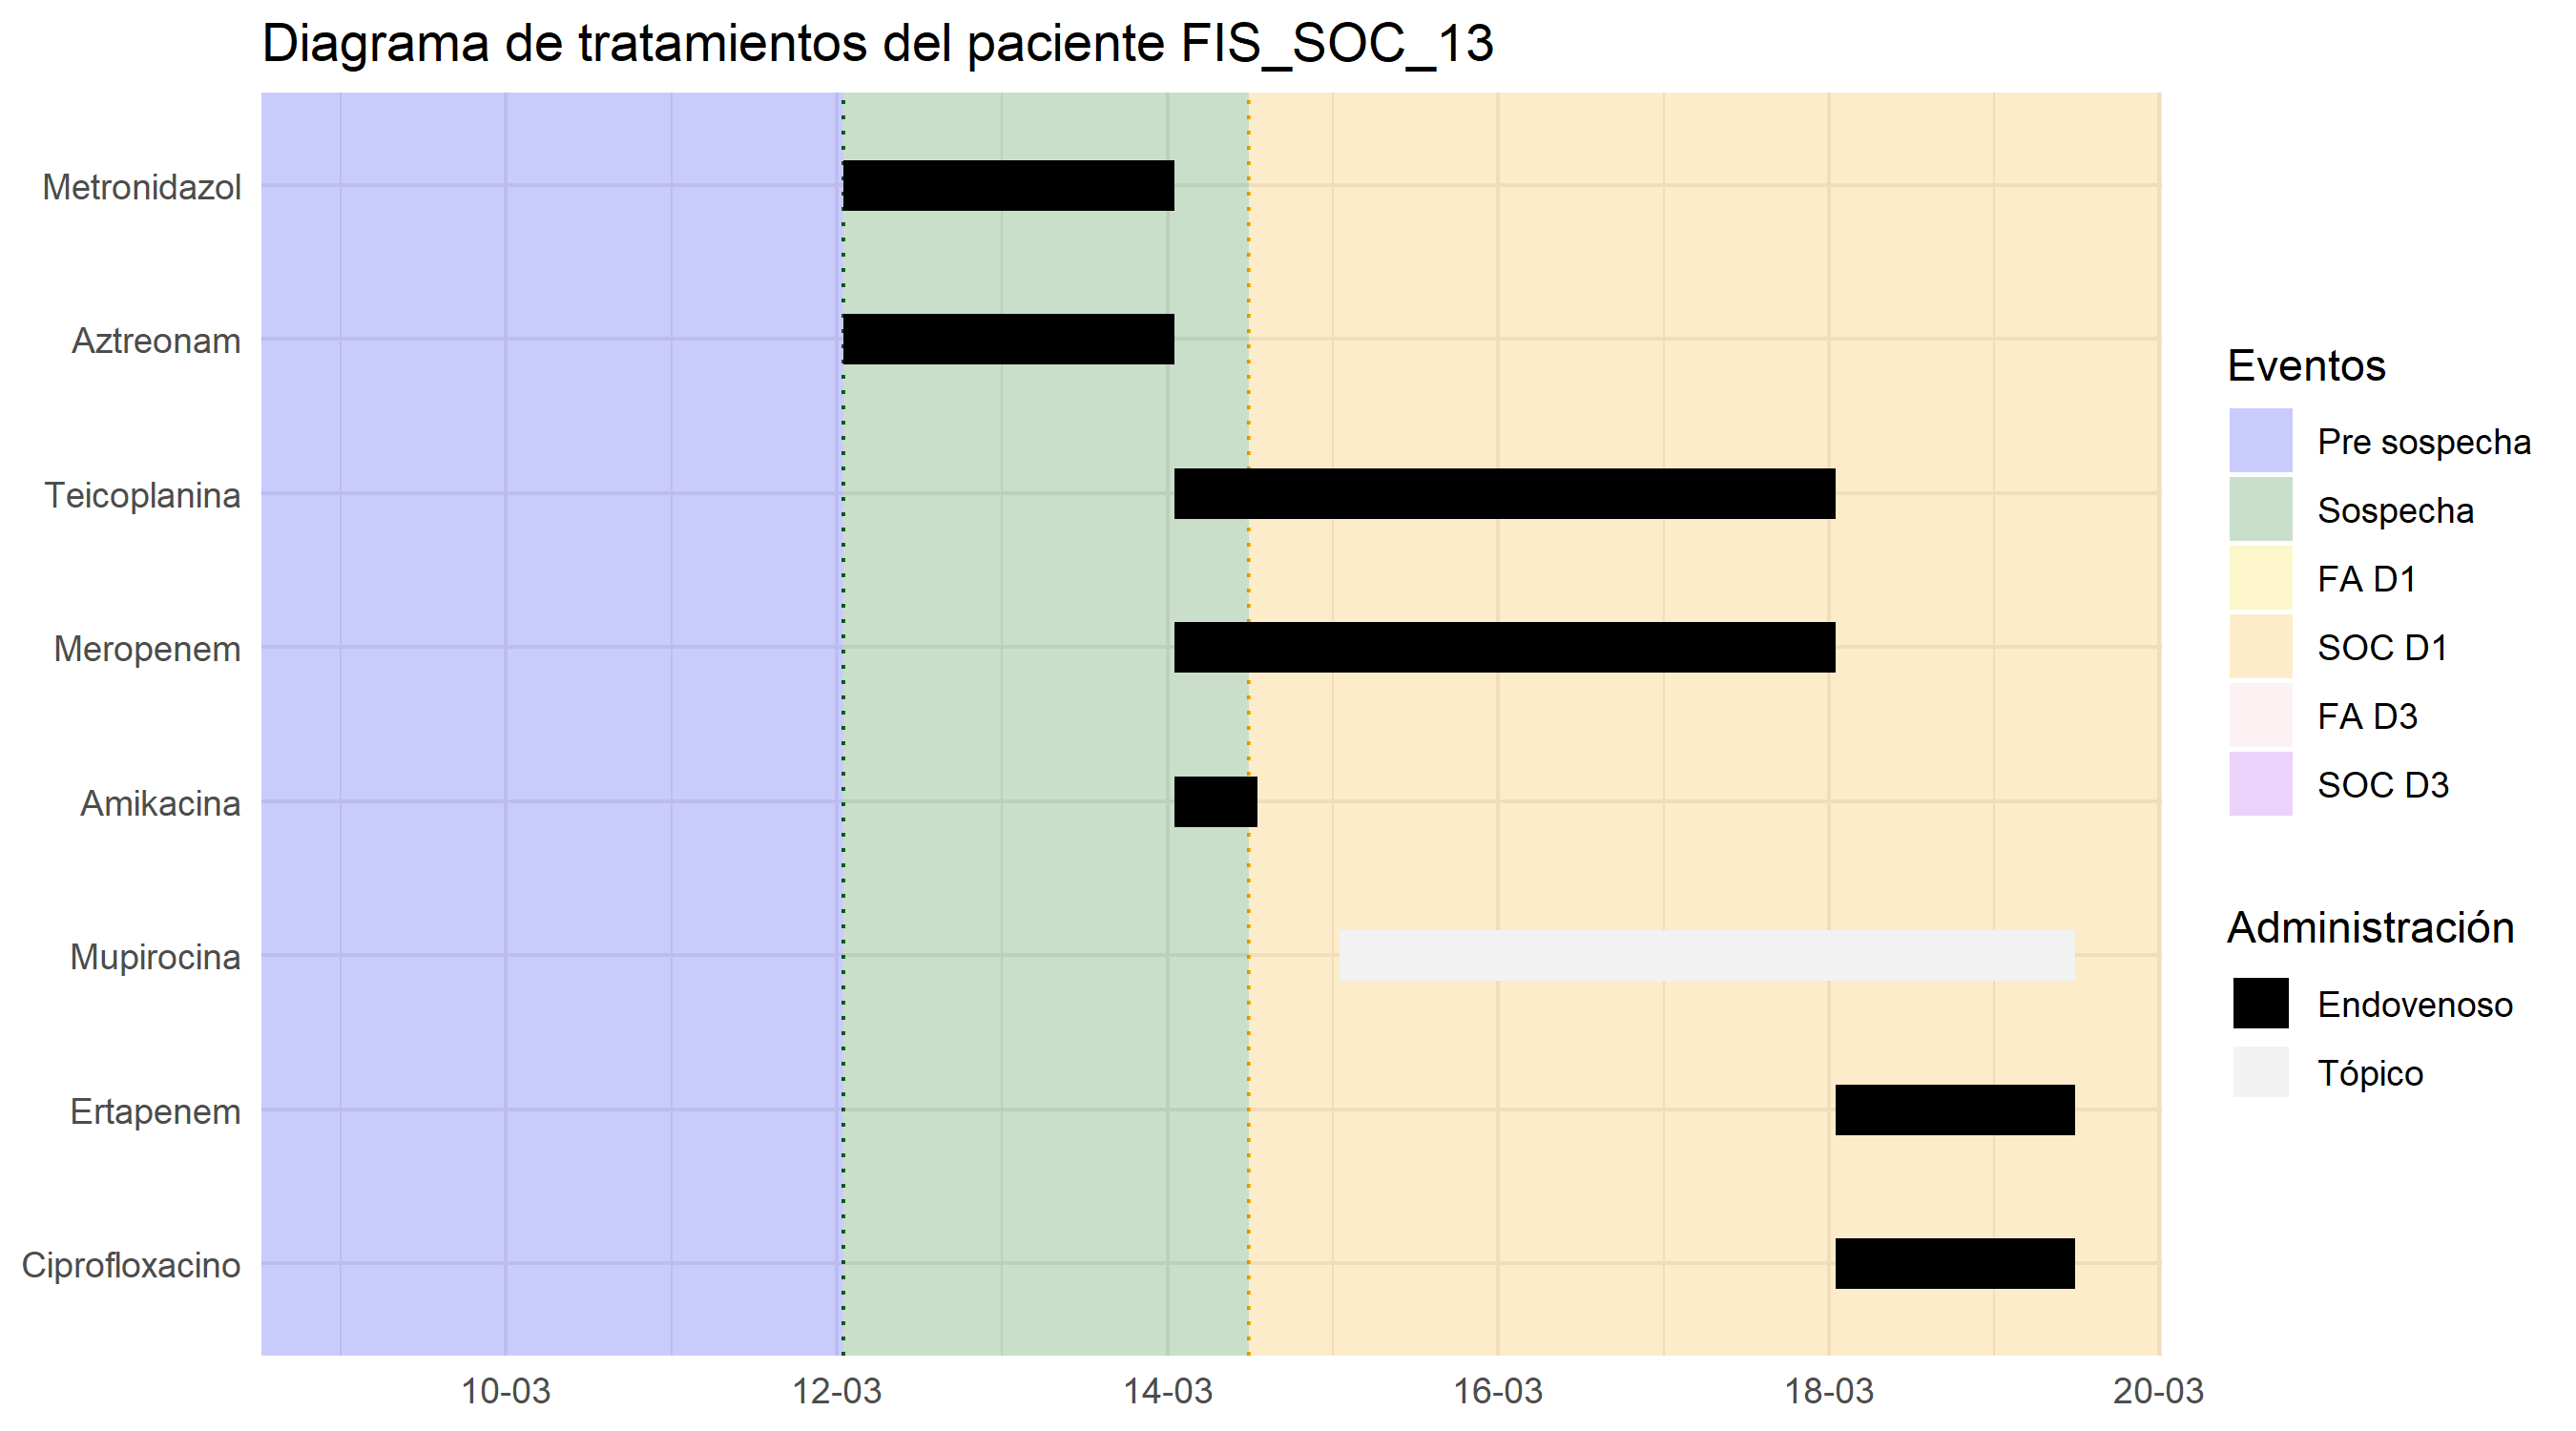 Diagrama de tratamientos del paciente FIS_SOC_13
Metronidazol
Aztreonam
Teicoplanina
Meropenem
Amikacina
Mupirocina
Ertapenem
Ciprofloxacino
10-03
12-03
14-03
16-03
18-03
20-03
Eventos
Pre sospecha
Sospecha
FA D1
SOC D1
FA D3
SOC D3
Administración
Endovenoso
Tópico